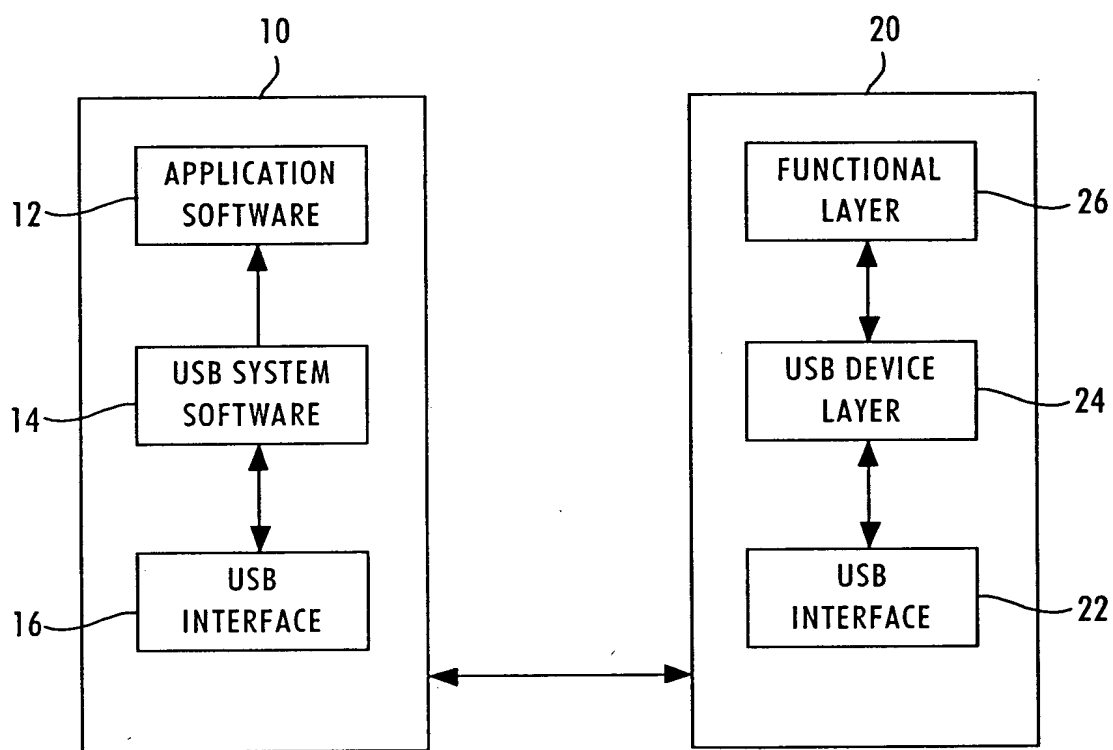 10
20
APPLICATION
SOFTWARE
12
FUNCTIONAL
LAYER
26
USB SYSTEM
SOFTWARE
14
USB DEVICE
LAYER
24
USB
INTERFACE
16
USB
INTERFACE
22